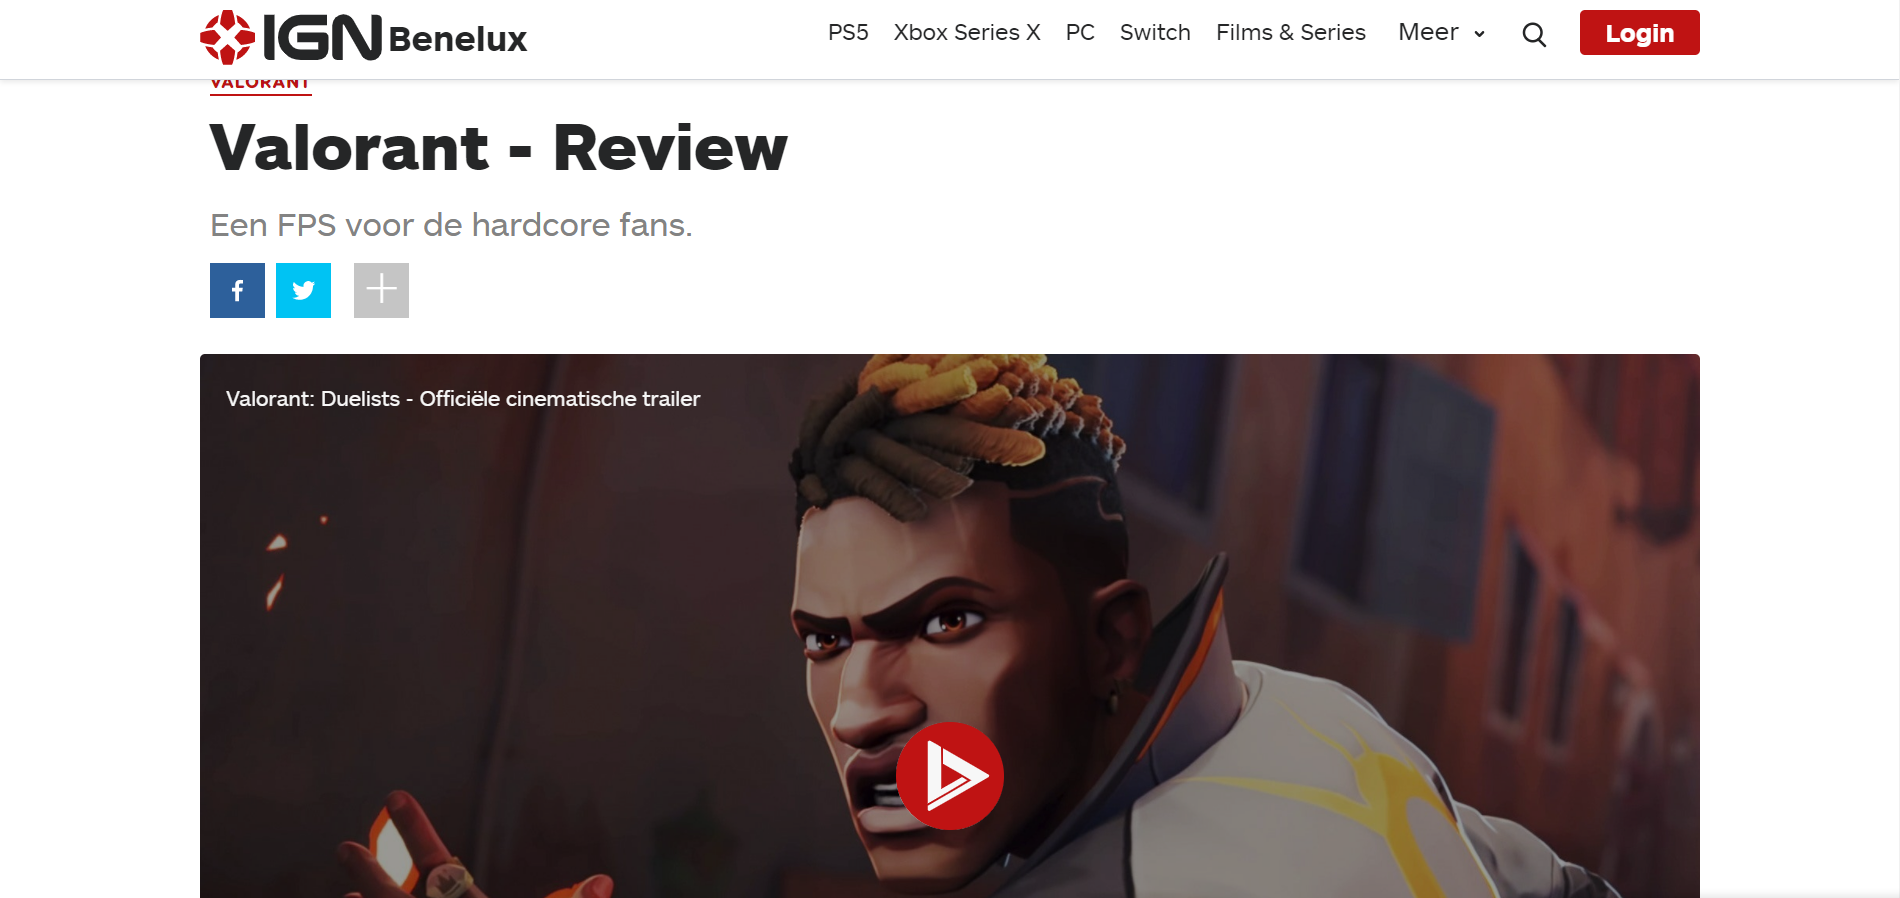 IGN Benelux
PS5 Xbox Series X PC Switch Films & Series Meer Login
VALORANT
Valorant - Review
Een FPS voor de hardcore fans.
Valorant: Duelists - Officiële cinematische trailer